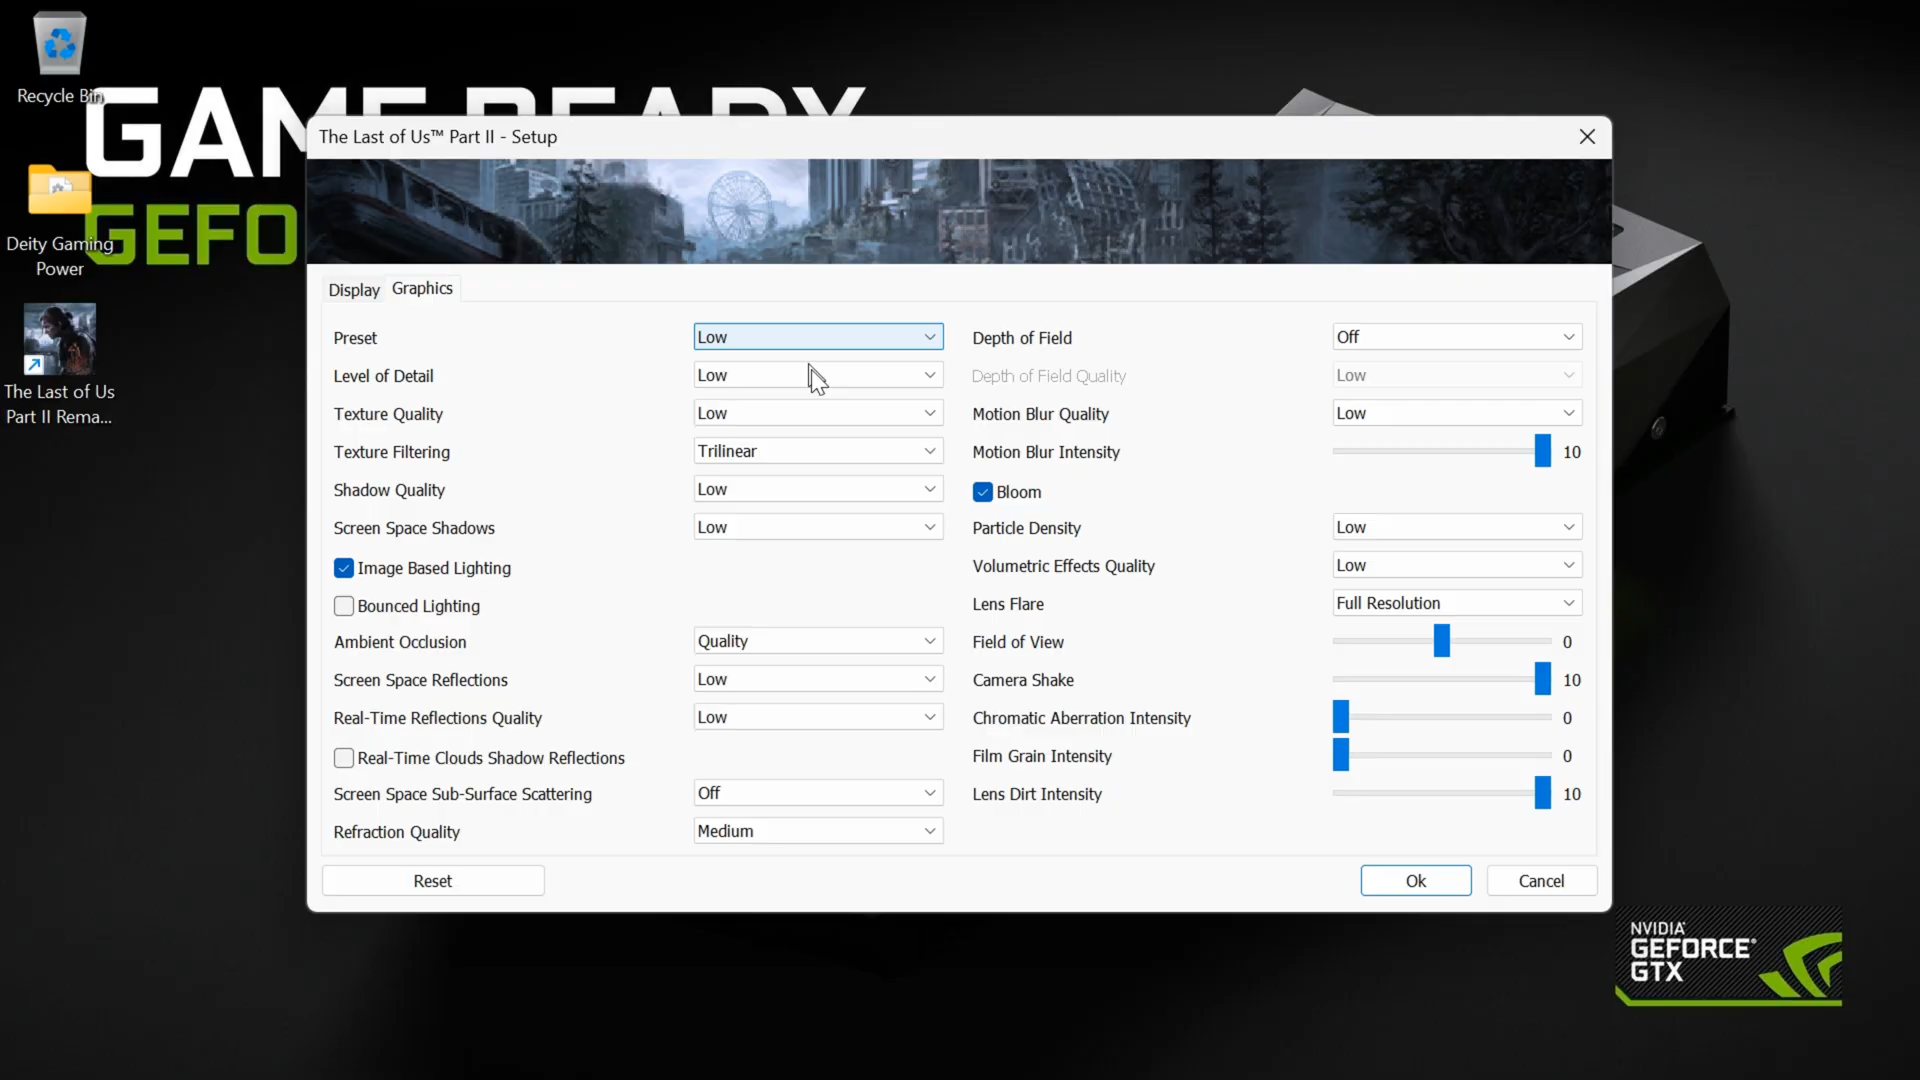 Recycle Bin
GAME READY
GEFO
Deity Gaming
Power
The Last of Us
Part II Rema...
The Last of Us™ Part II - Setup
Display
Graphics
Preset
Low
Level of Detail
Low
Texture Quality
Low
Texture Filtering
Trilinear
Shadow Quality
Low
Screen Space Shadows
Low
Image Based Lighting
Bounced Lighting
Ambient Occlusion
Quality
Screen Space Reflections
Low
Real-Time Reflections Quality
Low
Real-Time Clouds Shadow Reflections
Screen Space Sub-Surface Scattering
Off
Refraction Quality
Medium
Depth of Field
Off
Depth of Field Quality
Low
Motion Blur Quality
Low
Motion Blur Intensity
10
Bloom
Particle Density
Low
Volumetric Effects Quality
Low
Lens Flare
Full Resolution
Field of View
0
Camera Shake
10
Chromatic Aberration Intensity
0
Film Grain Intensity
0
Lens Dirt Intensity
10
Reset
Ok
Cancel
NVIDIA
GEFORCE®
GTX